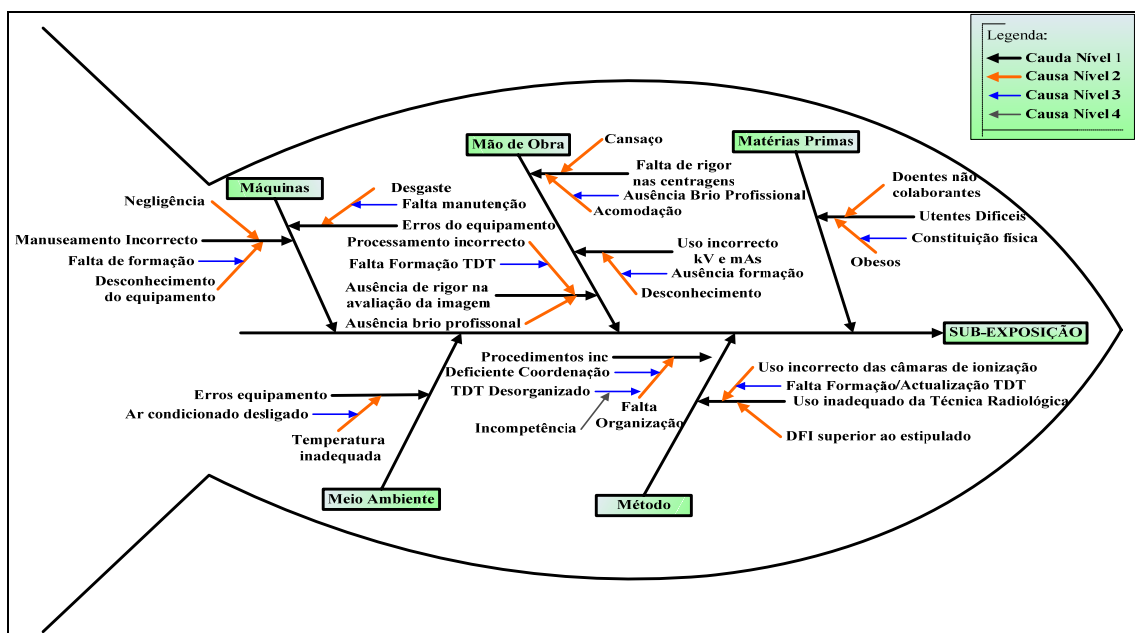 Legenda:
Cauda Nível 1
Causa Nível 2
Causa Nível 3
Causa Nível 4
Máquinas
Negligência
Manuseamento Incorrecto
Falta de formação
Desconhecimento
do equipamento
Desgaste
Falta manutenção
Erros do equipamento
Mão de Obra
Cansaço
Falta de rigor
nas centragens
Ausência Brio Profissional
Acomodação
Processamento incorrecto
Falta Formação TDT
Ausência de rigor na
avaliação da imagem
Ausência brio profissonal
Uso incorrecto
kV e mAs
Ausência formação
Desconhecimento
Matérias Primas
Doentes não
colaborantes
Utentes Dificeis
Constituição física
Obesos
SUB-EXPOSIÇÃO
Erros equipamento
Ar condicionado desligado
Temperatura
inadequada
Meio Ambiente
Procedimentos inc
Deficiente Coordenação
TDT Desorganizado
Incompetência
Falta
Organização
Uso incorrecto das câmaras de ionização
Falta Formação/Actualização TDT
Uso inadequado da Técnica Radiológica
DFI superior ao estipulado
Método